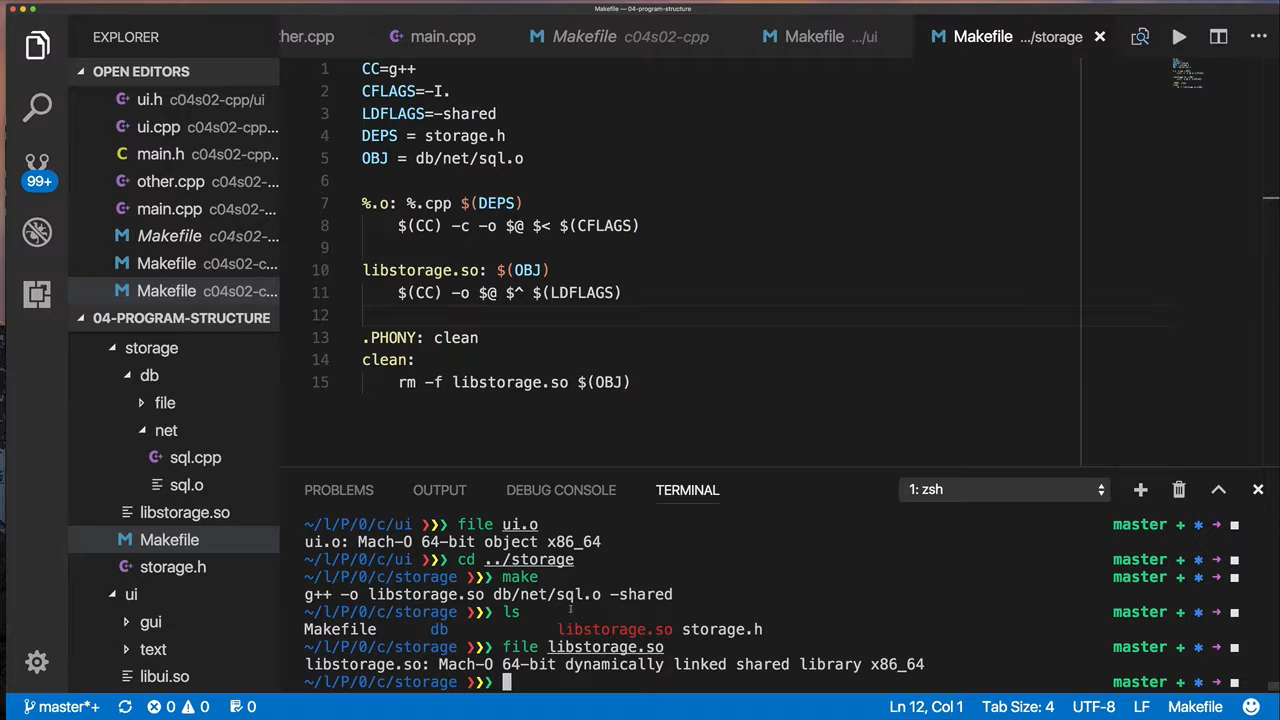 Makefile — 04-program-structure
EXPLORER
ther.cpp
main.cpp
Makefile c04s02-cpp
Makefile .../ui
Makefile .../storage
OPEN EDITORS
ui.h c04s02-cpp/ui
ui.cpp c04s02-cpp...
main.h c04s02-cpp...
other.cpp c04s02-...
main.cpp c04s02-...
Makefile c04s02-c...
Makefile c04s02-c...
Makefile c04s02-c...
99+
04-PROGRAM-STRUCTURE
storage
db
file
net
sql.cpp
sql.o
libstorage.so
Makefile
storage.h
ui
gui
text
libui.so
1 CC=g++
2 CFLAGS=-I.
3 LDFLAGS=-shared
4 DEPS = storage.h
5 OBJ = db/net/sql.o
6
7 %.o: %.cpp $(DEPS)
8 $(CC) -c -o $@ $< $(CFLAGS)
9
10 libstorage.so: $(OBJ)
11 $(CC) -o $@ $^ $(LDFLAGS)
12
13 .PHONY: clean
14 clean:
15 rm -f libstorage.so $(OBJ)
PROBLEMS OUTPUT DEBUG CONSOLE TERMINAL 1: zsh
~/l/P/0/c/ui ❯❯❯ file ui.o master + * →
ui.o: Mach-O 64-bit object x86_64
~/l/P/0/c/ui ❯❯❯ cd ../storage master + * →
~/l/P/0/c/storage ❯❯❯ make master + * →
g++ -o libstorage.so db/net/sql.o -shared
~/l/P/0/c/storage ❯❯❯ ls master + * →
Makefile db libstorage.so storage.h
~/l/P/0/c/storage ❯❯❯ file libstorage.so master + * →
libstorage.so: Mach-O 64-bit dynamically linked shared library x86_64
~/l/P/0/c/storage ❯❯❯ master + * →
master*+ 0 0 0 Ln 12, Col 1 Tab Size: 4 UTF-8 LF Makefile